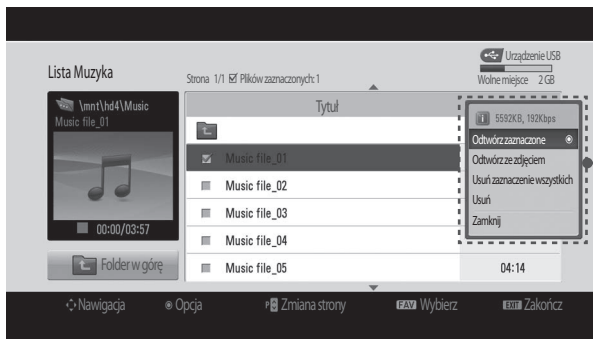 Urządzenie USB
Lista Muzyka
Strona 1/1 Plików zaznaczonych: 1
Wolne miejsce 2 GB
\mnt\hd4\Music
Music file_01
00:00/03:57
Folder w górę
Tytuł
Music file_01
Music file_02
Music file_03
Music file_04
Music file_05
04:14
5592KB, 192Kbps
Odtwórz zaznaczone
Odtwórz ze zdjęciem
Usuń zaznaczenie wszystkich
Usuń
Zamknij
Nawigacja Opcja P Zmiana strony FAV Wybierz EXIT Zakończ